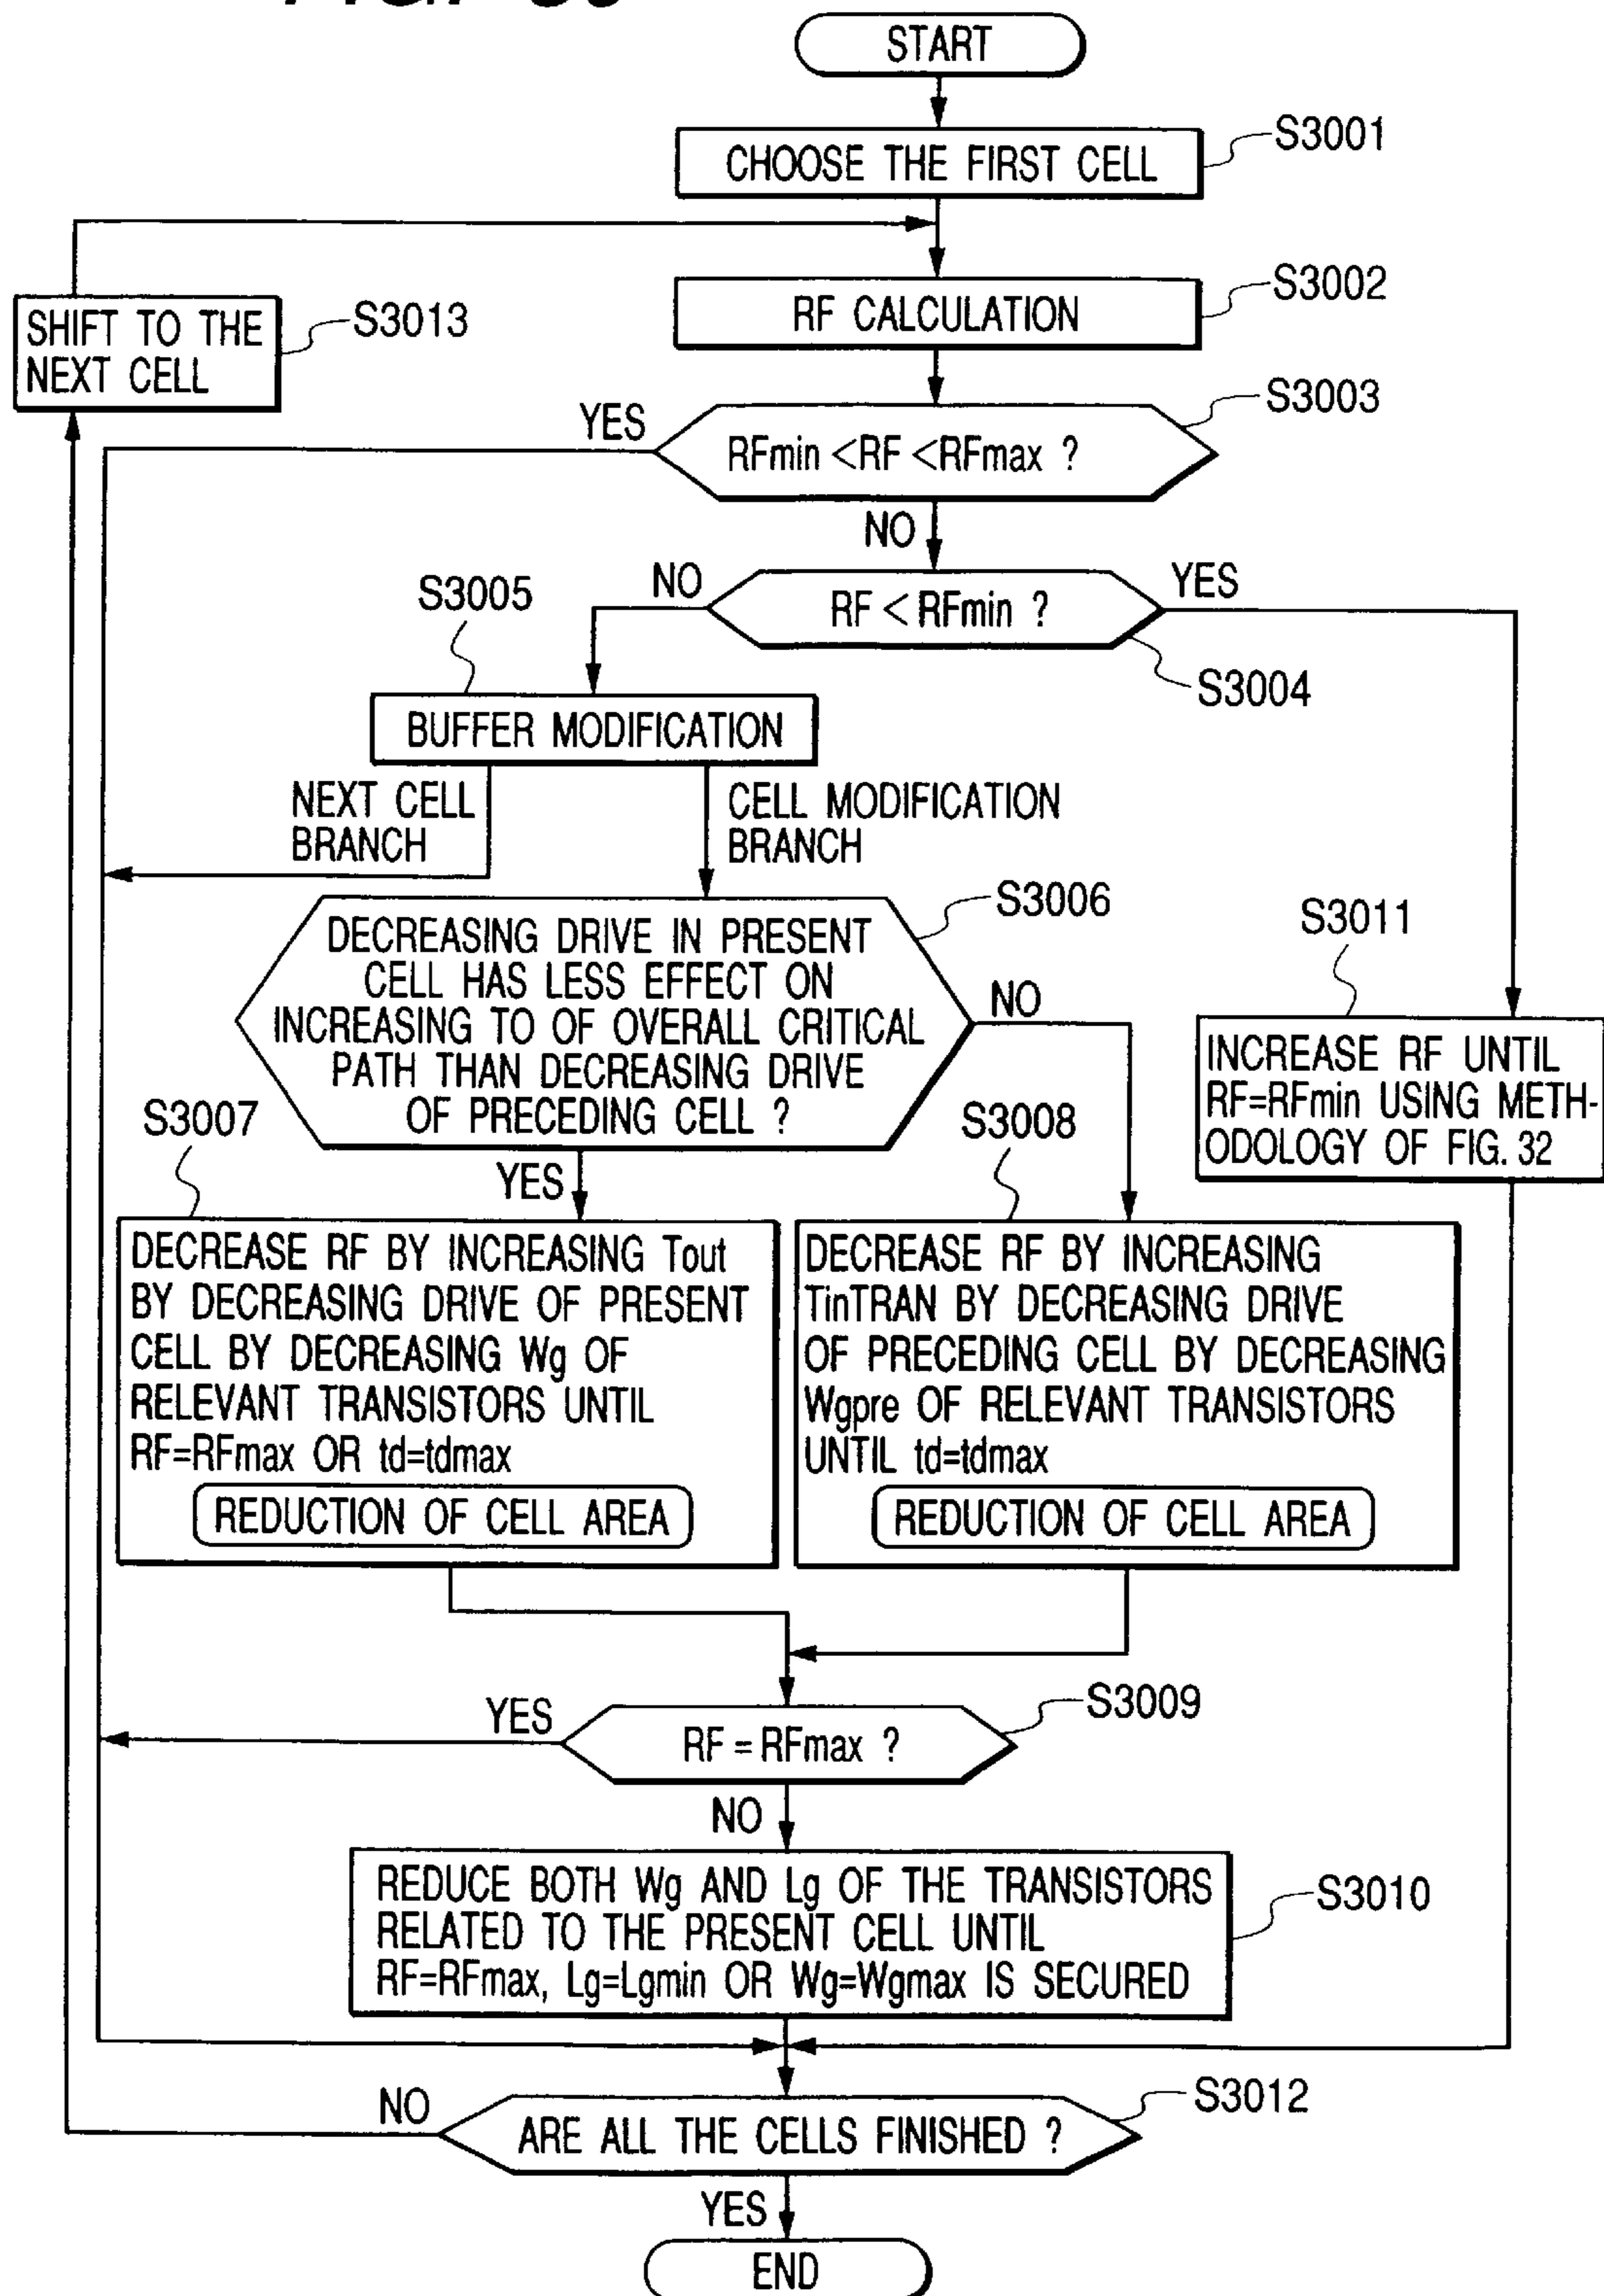 START
CHOOSE THE FIRST CELL
S3001
RF CALCULATION
S3002
SHIFT TO THE
NEXT CELL
S3013
RFmin <RF <RFmax ?
S3003
YES
NO
RF < RFmin ?
S3004
NO
YES
S3005
BUFFER MODIFICATION
NEXT CELL
BRANCH
CELL MODIFICATION
BRANCH
S3006
DECREASING DRIVE IN PRESENT
CELL HAS LESS EFFECT ON
INCREASING TO OF OVERALL CRITICAL
PATH THAN DECREASING DRIVE
OF PRECEDING CELL ?
NO
YES
S3011
INCREASE RF UNTIL
RF=RFmin USING METH-
ODOLOGY OF FIG. 32
S3007
DECREASE RF BY INCREASING Tout
BY DECREASING DRIVE OF PRESENT
CELL BY DECREASING Wg OF
RELEVANT TRANSISTORS UNTIL
RF=RFmax OR td=tdmax
REDUCTION OF CELL AREA
S3008
DECREASE RF BY INCREASING
TinTRAN BY DECREASING DRIVE
OF PRECEDING CELL BY DECREASING
Wgpre OF RELEVANT TRANSISTORS
UNTIL td=tdmax
REDUCTION OF CELL AREA
S3009
RF = RFmax ?
YES
NO
REDUCE BOTH Wg AND Lg OF THE TRANSISTORS
RELATED TO THE PRESENT CELL UNTIL
RF=RFmax, Lg=Lgmin OR Wg=Wgmax IS SECURED
S3010
ARE ALL THE CELLS FINISHED ?
S3012
NO
YES
END